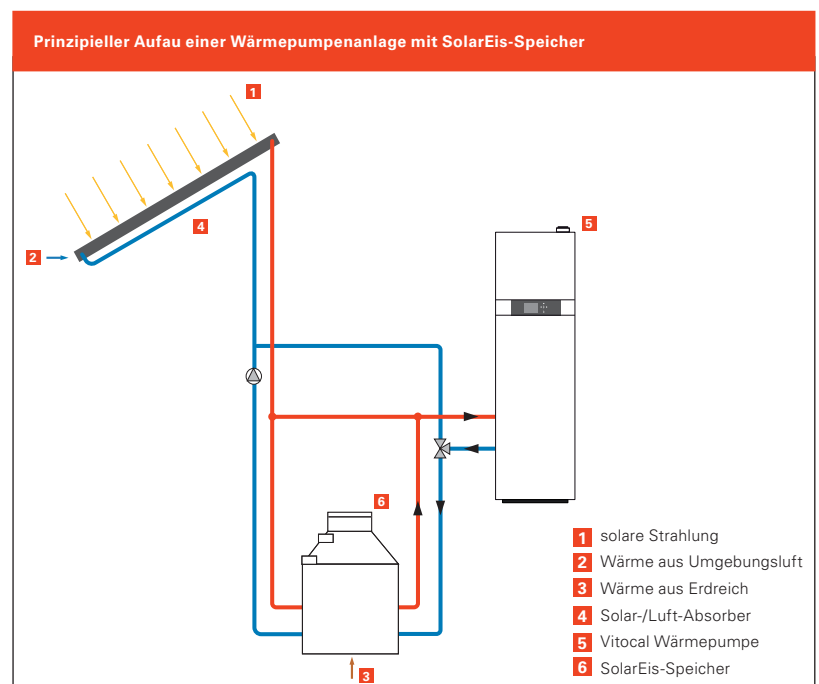 Prinzipieller Aufau einer Wärmepumpenanlage mit SolarEis-Speicher
1
4
2
5
6
3
1 solare Strahlung
2 Wärme aus Umgebungsluft
3 Wärme aus Erdreich
4 Solar-/Luft-Absorber
5 Vitocal Wärmepumpe
6 SolarEis-Speicher